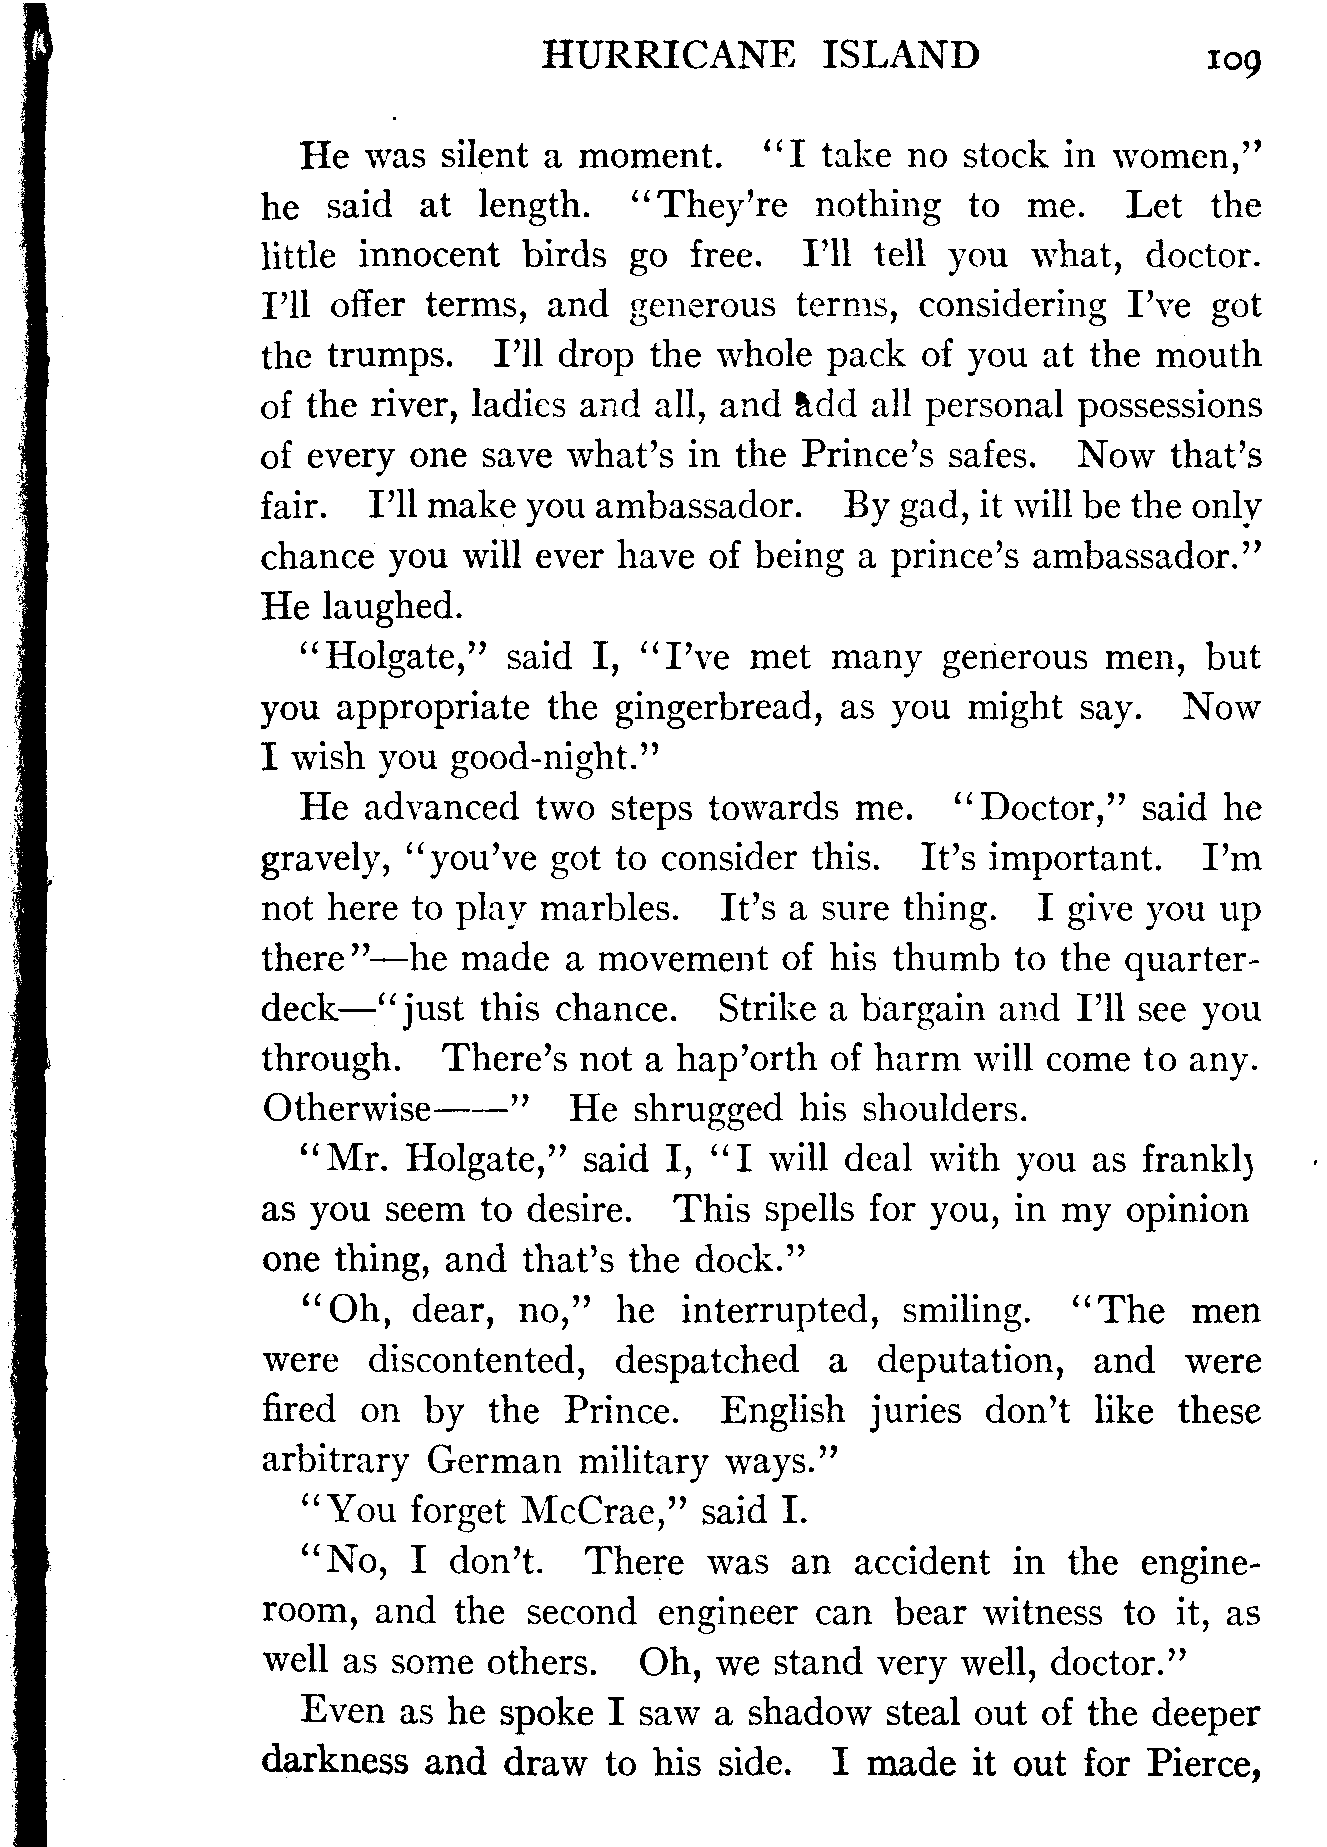 HURRICANE ISLAND 109
He was silent a moment. “I take no stock in women,”
he said at length. “They’re nothing to me. Let the
little innocent birds go free. I’ll tell you what, doctor.
I’ll offer terms, and generous terms, considering I’ve got
the trumps. I’ll drop the whole pack of you at the mouth
of the river, ladies and all, and add all personal possessions
of every one save what’s in the Prince’s safes. Now that’s
fair. I’ll make you ambassador. By gad, it will be the only
chance you will ever have of being a prince’s ambassador.”
He laughed.
“Holgate,” said I, “I’ve met many generous men, but
you appropriate the gingerbread, as you might say. Now
I wish you good-night.”
He advanced two steps towards me. “Doctor,” said he
gravely, “you’ve got to consider this. It’s important. I’m
not here to play marbles. It’s a sure thing. I give you up
there”—he made a movement of his thumb to the quarter-
deck—“just this chance. Strike a bargain and I’ll see you
through. There’s not a hap’orth of harm will come to any.
Otherwise——” He shrugged his shoulders.
“Mr. Holgate,” said I, “I will deal with you as frankly
as you seem to desire. This spells for you, in my opinion
one thing, and that’s the dock.”
“Oh, dear, no,” he interrupted, smiling. “The men
were discontented, despatched a deputation, and were
fired on by the Prince. English juries don’t like these
arbitrary German military ways.”
“You forget McCrae,” said I.
“No, I don’t. There was an accident in the engine-
room, and the second engineer can bear witness to it, as
well as some others. Oh, we stand very well, doctor.”
Even as he spoke I saw a shadow steal out of the deeper
darkness and draw to his side. I made it out for Pierce,